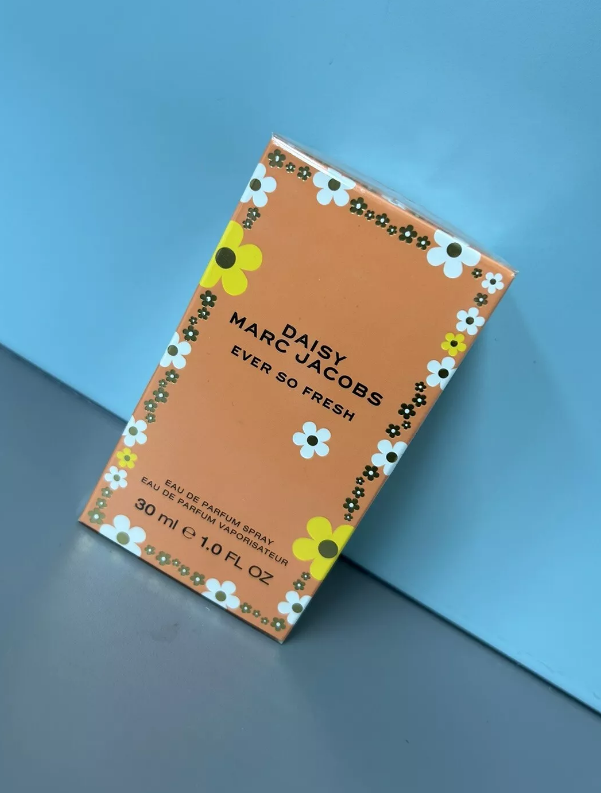 DAISY
MARC JACOBS
EVER SO FRESH
EAU DE PARFUM SPRAY
EAU DE PARFUM VAPORISATEUR
30 ml ℮ 1.0 FL OZ